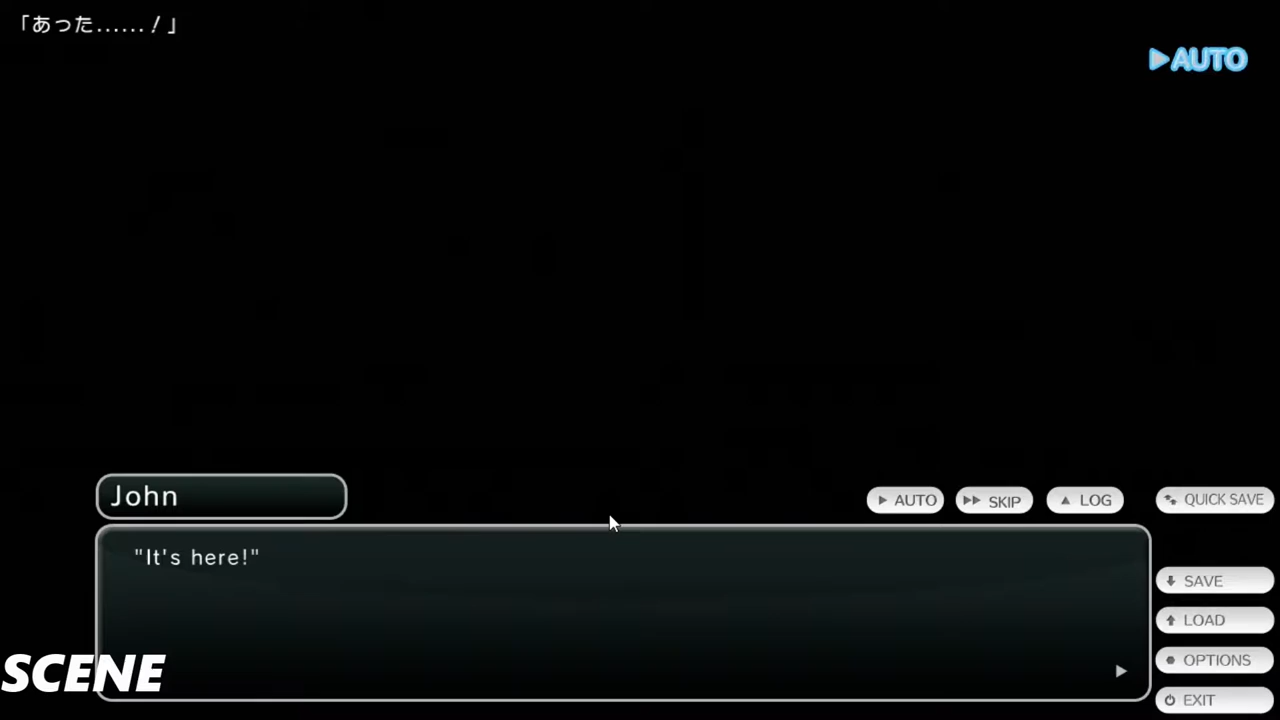 「あった......！」
▶AUTO
John
▶ AUTO
▶▶ SKIP
▲ LOG
QUICK SAVE
"It's here!"
SAVE
LOAD
OPTIONS
EXIT
SCENE